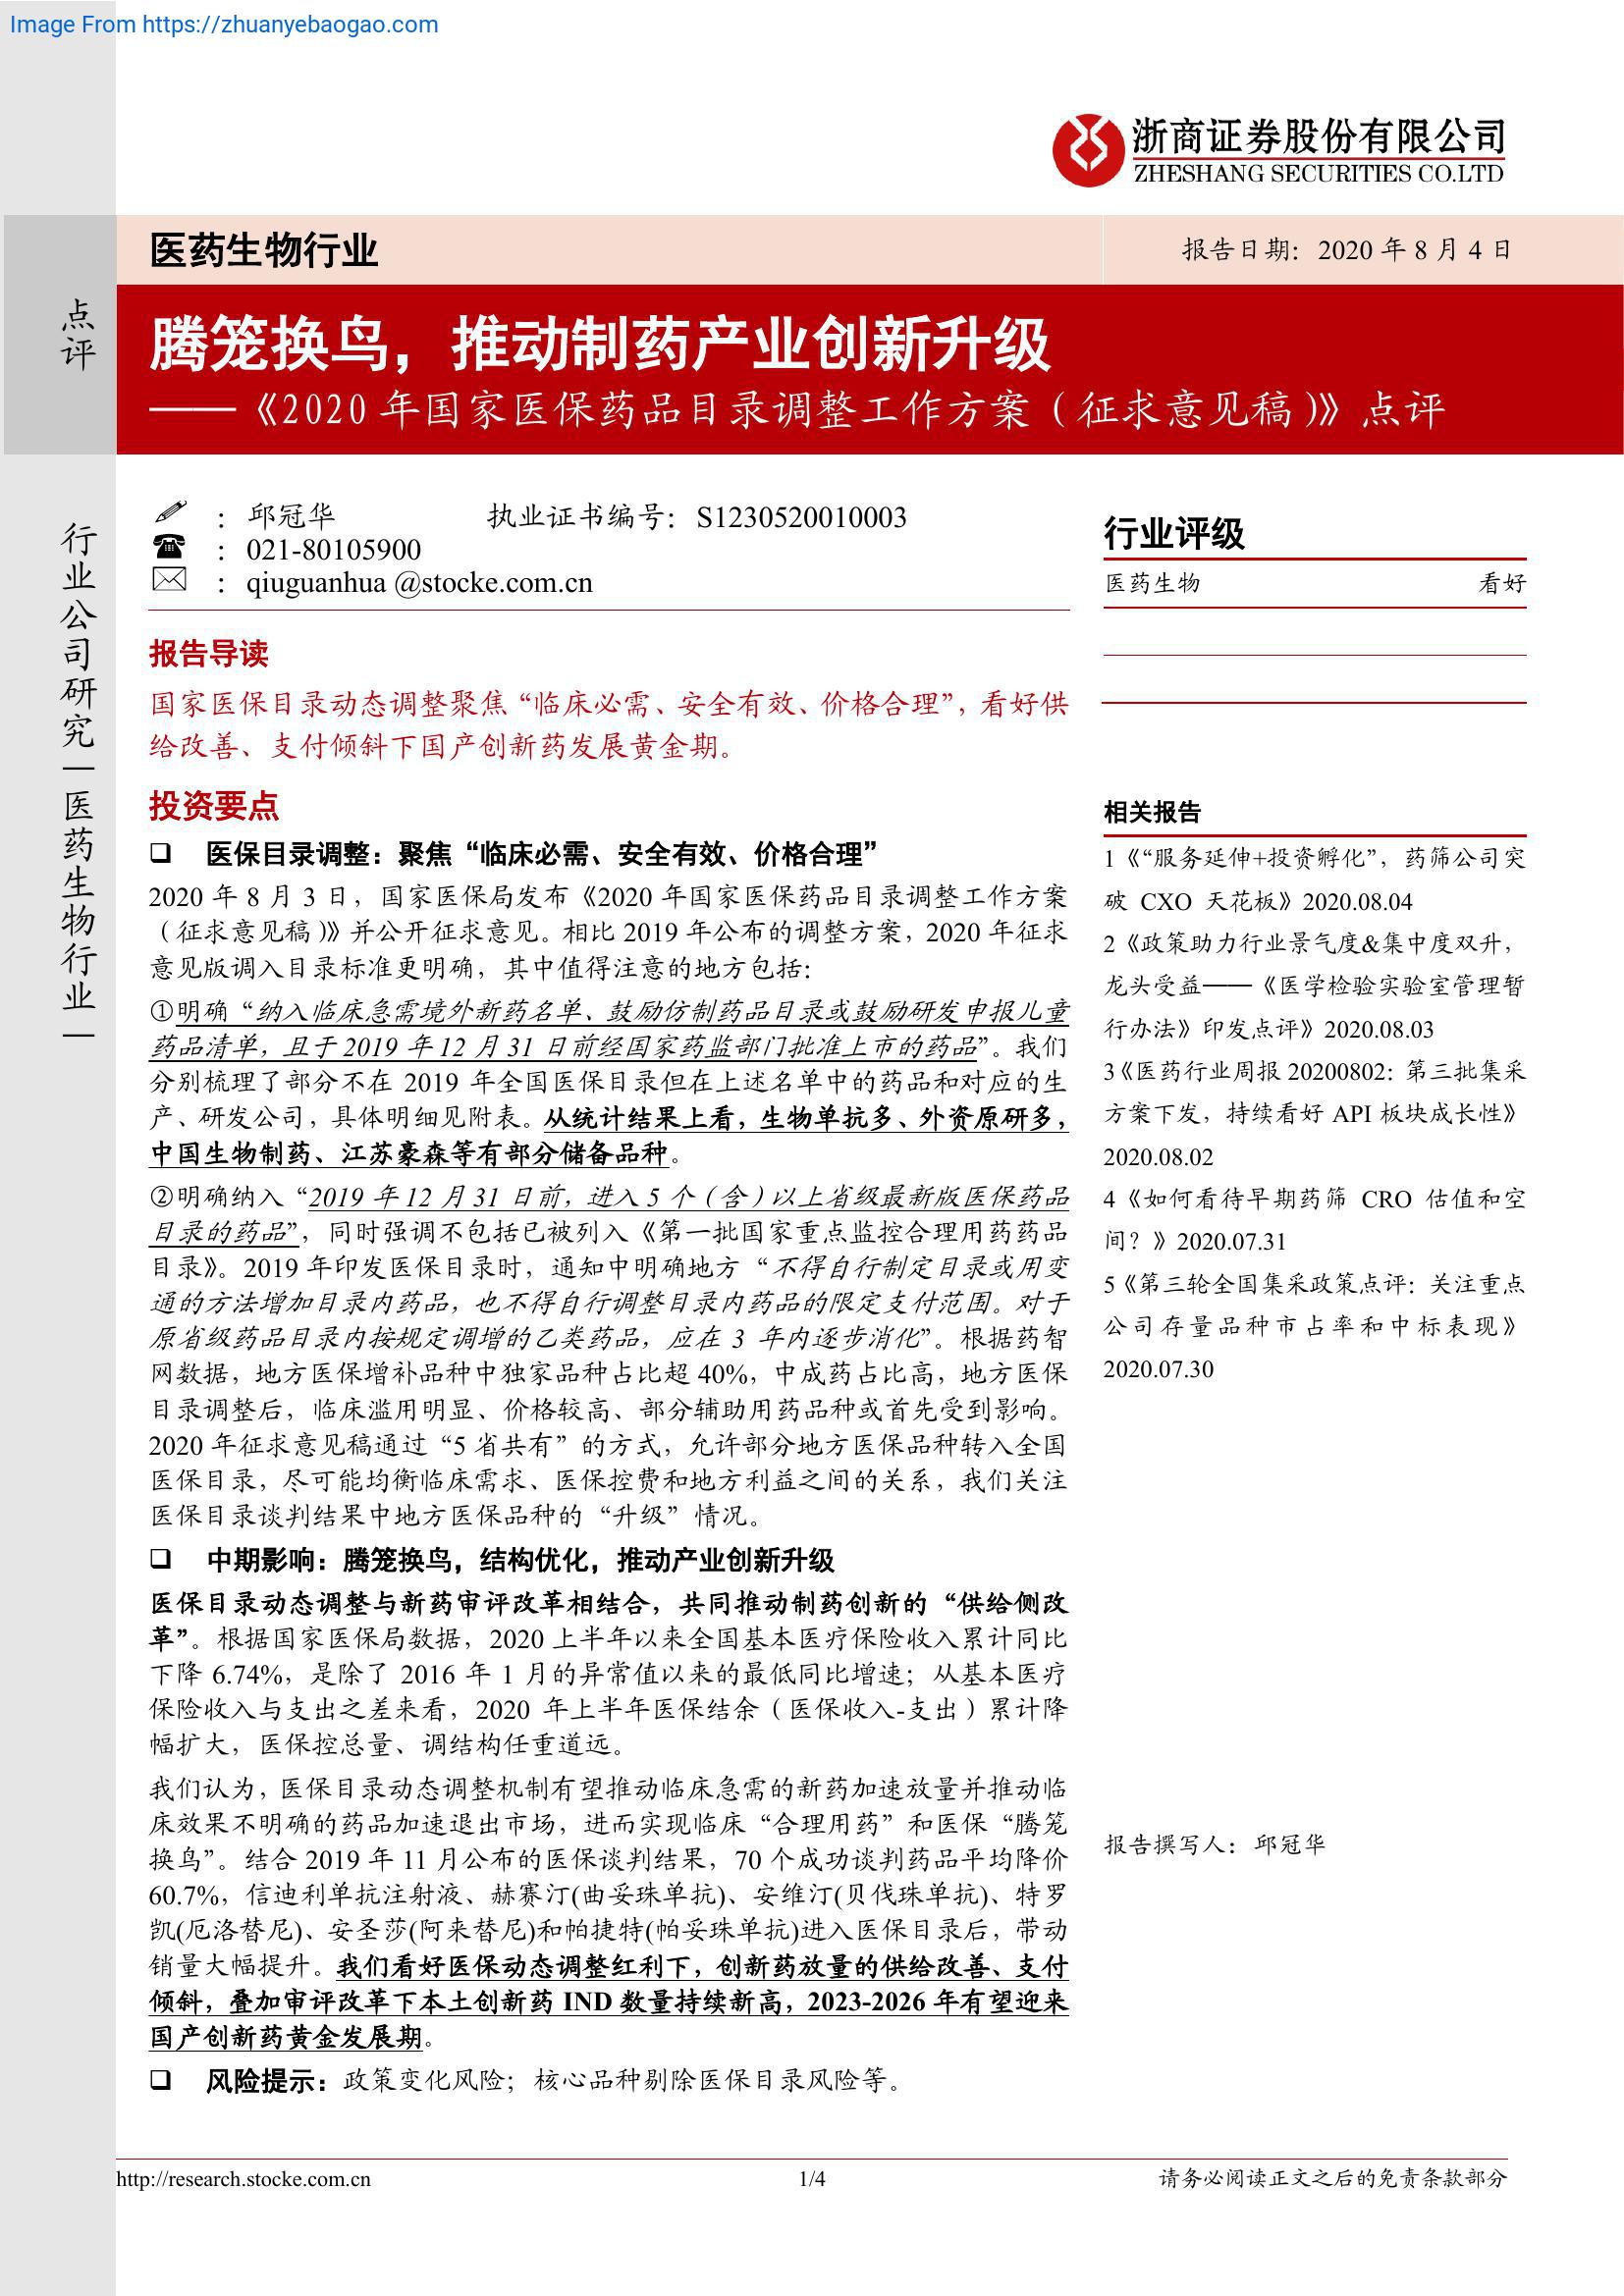 Image From https://zhuanyebaogao.com
浙商证券股份有限公司
ZHESHANG SECURITIES CO.LTD
医药生物行业
报告日期：2020 年 8 月 4 日
点评
腾笼换鸟，推动制药产业创新升级
——《2020 年国家医保药品目录调整工作方案（征求意见稿）》点评
行业公司研究｜医药生物行业｜
：邱冠华 执业证书编号：S1230520010003
：021-80105900
：qiuguanhua @stocke.com.cn
报告导读
国家医保目录动态调整聚焦“临床必需、安全有效、价格合理”，看好供
给改善、支付倾斜下国产创新药发展黄金期。
投资要点
❑ 医保目录调整：聚焦“临床必需、安全有效、价格合理”
2020 年 8 月 3 日，国家医保局发布《2020 年国家医保药品目录调整工作方案
（征求意见稿）》并公开征求意见。相比 2019 年公布的调整方案，2020 年征求
意见版调入目录标准更明确，其中值得注意的地方包括：
①明确“纳入临床急需境外新药名单、鼓励仿制药品目录或鼓励研发申报儿童
药品清单，且于 2019 年 12 月 31 日前经国家药监部门批准上市的药品”。我们
分别梳理了部分不在 2019 年全国医保目录但在上述名单中的药品和对应的生
产、研发公司，具体明细见附表。从统计结果上看，生物单抗多、外资原研多，
中国生物制药、江苏豪森等有部分储备品种。
②明确纳入“2019 年 12 月 31 日前，进入 5 个（含）以上省级最新版医保药品
目录的药品”，同时强调不包括已被列入《第一批国家重点监控合理用药药品
目录》。2019 年印发医保目录时，通知中明确地方“不得自行制定目录或用变
通的方法增加目录内药品，也不得自行调整目录内药品的限定支付范围。对于
原省级药品目录内按规定调增的乙类药品，应在 3 年内逐步消化”。根据药智
网数据，地方医保增补品种中独家品种占比超 40%，中成药占比高，地方医保
目录调整后，临床滥用明显、价格较高、部分辅助用药品种或首先受到影响。
2020 年征求意见稿通过“5 省共有”的方式，允许部分地方医保品种转入全国
医保目录，尽可能均衡临床需求、医保控费和地方利益之间的关系，我们关注
医保目录谈判结果中地方医保品种的“升级”情况。
❑ 中期影响：腾笼换鸟，结构优化，推动产业创新升级
医保目录动态调整与新药审评改革相结合，共同推动制药创新的“供给侧改
革”。根据国家医保局数据，2020 上半年以来全国基本医疗保险收入累计同比
下降 6.74%，是除了 2016 年 1 月的异常值以来的最低同比增速；从基本医疗
保险收入与支出之差来看，2020 年上半年医保结余（医保收入-支出）累计降
幅扩大，医保控总量、调结构任重道远。
我们认为，医保目录动态调整机制有望推动临床急需的新药加速放量并推动临
床效果不明确的药品加速退出市场，进而实现临床“合理用药”和医保“腾笼
换鸟”。结合 2019 年 11 月公布的医保谈判结果，70 个成功谈判药品平均降价
60.7%，信迪利单抗注射液、赫赛汀(曲妥珠单抗)、安维汀(贝伐珠单抗)、特罗
凯(厄洛替尼)、安圣莎(阿来替尼)和帕捷特(帕妥珠单抗)进入医保目录后，带动
销量大幅提升。我们看好医保动态调整红利下，创新药放量的供给改善、支付
倾斜，叠加审评改革下本土创新药 IND 数量持续新高，2023-2026 年有望迎来
国产创新药黄金发展期。
❑ 风险提示：政策变化风险；核心品种剔除医保目录风险等。
行业评级
医药生物 看好
相关报告
1《“服务延伸+投资孵化”，药筛公司突
破 CXO 天花板》2020.08.04
2《政策助力行业景气度&集中度双升，
龙头受益——《医学检验实验室管理暂
行办法》印发点评》2020.08.03
3《医药行业周报 20200802：第三批集采
方案下发，持续看好 API 板块成长性》
2020.08.02
4《如何看待早期药筛 CRO 估值和空
间？》2020.07.31
5《第三轮全国集采政策点评：关注重点
公司存量品种市占率和中标表现》
2020.07.30
报告撰写人：邱冠华
http://research.stocke.com.cn 1/4 请务必阅读正文之后的免责条款部分